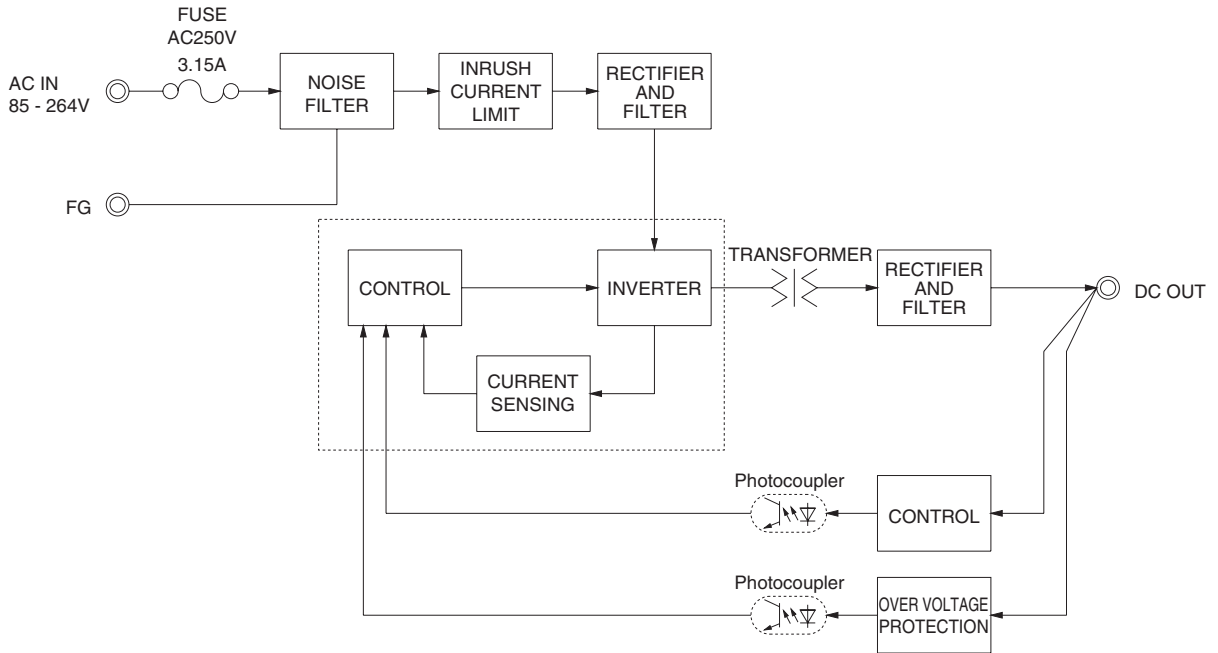 FUSE
AC250V
3.15A
AC IN
85 - 264V
NOISE
FILTER
INRUSH
CURRENT
LIMIT
RECTIFIER
AND
FILTER
FG
CONTROL
INVERTER
TRANSFORMER
RECTIFIER
AND
FILTER
DC OUT
CURRENT
SENSING
Photocoupler
CONTROL
Photocoupler
OVER VOLTAGE
PROTECTION